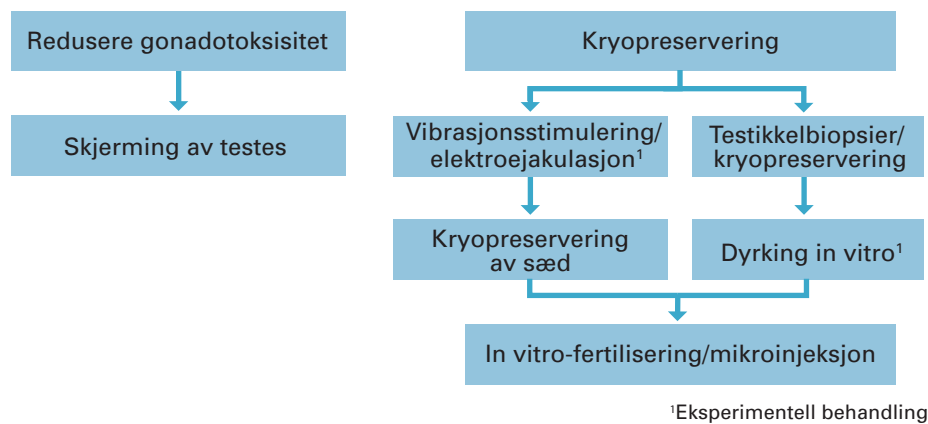 Redusere gonadotoksisitet
Skjerming av testes
Kryopreservering
Vibrasjonsstimulering/
elektroejakulasjon¹
Testikkelbiopsier/
kryopreservering
Kryopreservering
av sæd
Dyrking in vitro¹
In vitro-fertilisering/mikroinjeksjon
¹Eksperimentell behandling